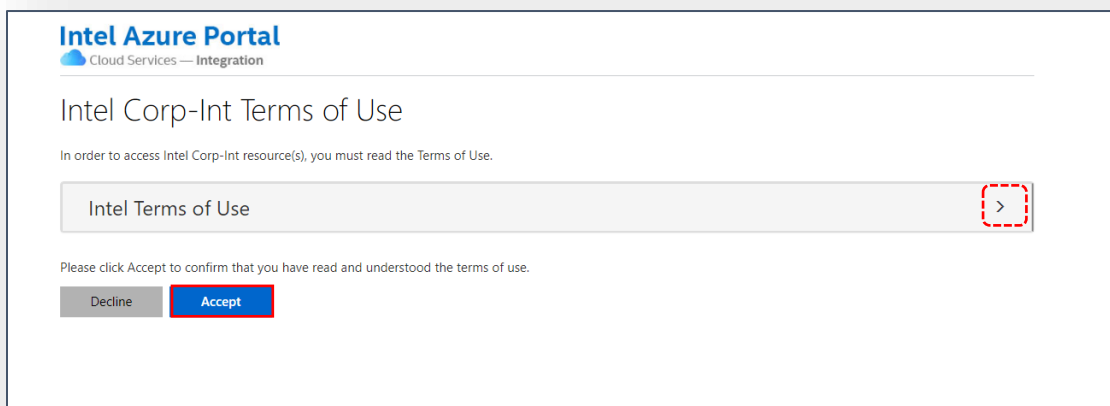 Intel Azure Portal
Cloud Services — Integration
Intel Corp-Int Terms of Use
In order to access Intel Corp-Int resource(s), you must read the Terms of Use.
Intel Terms of Use
Please click Accept to confirm that you have read and understood the terms of use.
Decline Accept